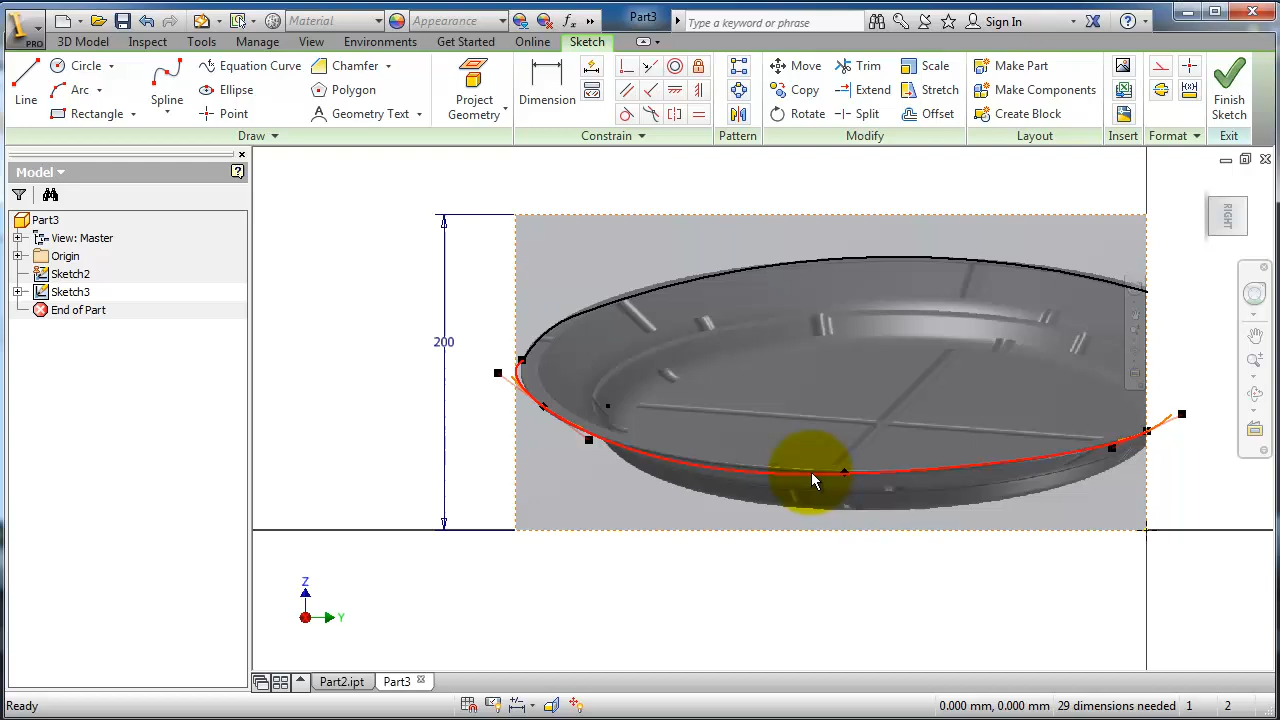 PRO
Material
Appearance
Part3
Type a keyword or phrase
Sign In
3D Model
Inspect
Tools
Manage
View
Environments
Get Started
Online
Sketch
Line
Circle
Arc
Rectangle
Spline
Equation Curve
Ellipse
Point
Chamfer
Polygon
Geometry Text
Project
Geometry
Dimension
Move
Copy
Rotate
Trim
Extend
Split
Scale
Stretch
Offset
Make Part
Make Components
Create Block
Finish
Sketch
Draw
Constrain
Pattern
Modify
Layout
Insert
Format
Exit
Model
Part3
View: Master
Origin
Sketch2
Sketch3
End of Part
200
RIGHT
Z
Y
Part2.ipt
Part3
Ready
0.000 mm, 0.000 mm
29 dimensions needed
1
2